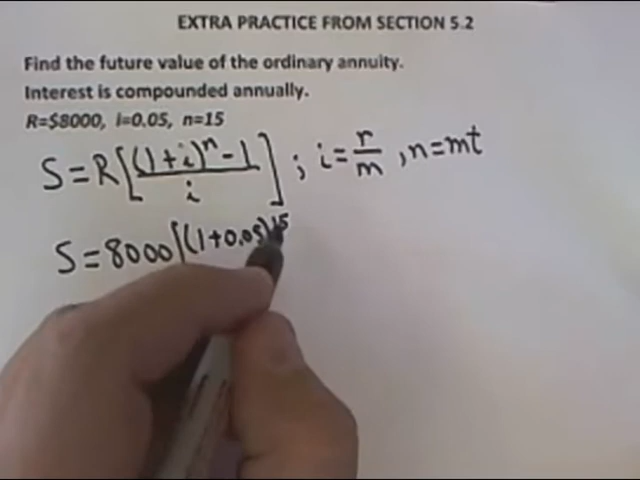 EXTRA PRACTICE FROM SECTION 5.2
Find the future value of the ordinary annuity.
Interest is compounded annually.
R=$8000, i=0.05, n=15
S=R[((1+i)^n-1)/i]; i=r/m, n=mt
S=8000[(1+0.05)^15